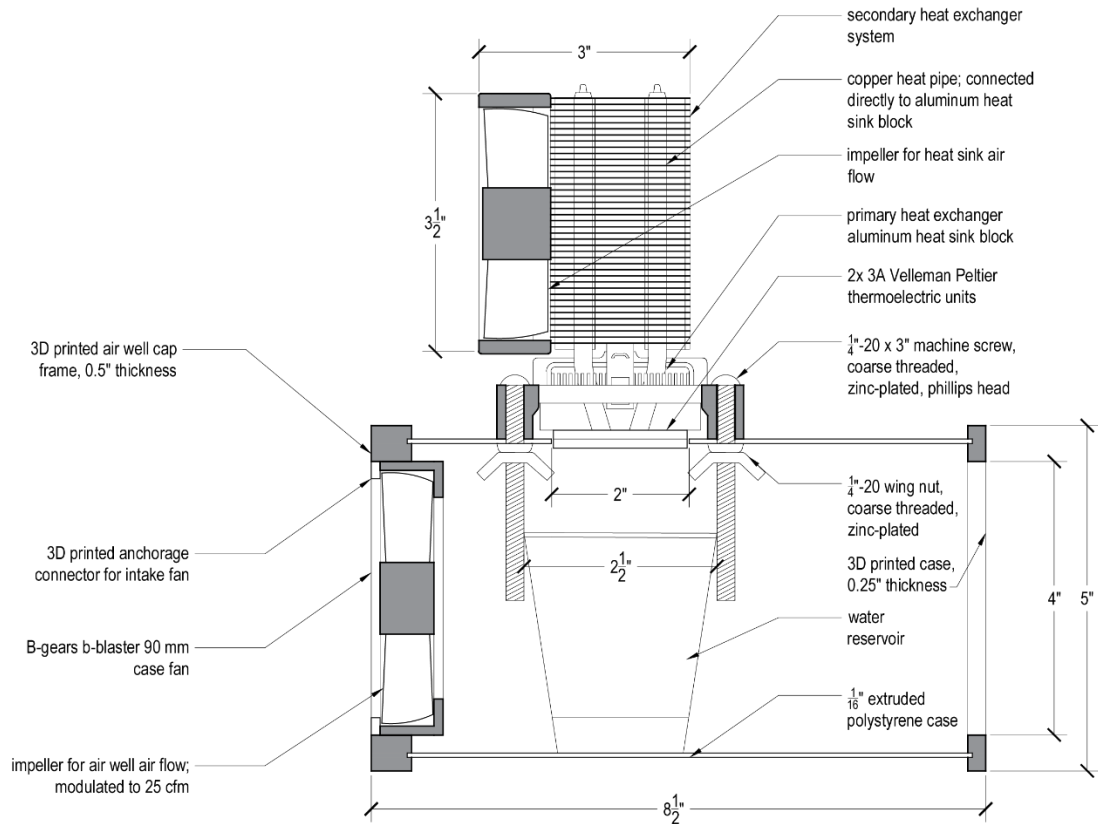 secondary heat exchanger
system
3"
copper heat pipe; connected
directly to aluminum heat
sink block
impeller for heat sink air
flow
3 1/2"
primary heat exchanger
aluminum heat sink block
2x 3A Velleman Peltier
thermoelectric units
3D printed air well cap
frame, 0.5" thickness
1/4"-20 x 3" machine screw,
coarse threaded,
zinc-plated, phillips head
2"
1/4"-20 wing nut,
coarse threaded,
zinc-plated
3D printed anchorage
connector for intake fan
2 1/2"
3D printed case,
0.25" thickness
4"
5"
B-gears b-blaster 90 mm
case fan
water
reservoir
1/16" extruded
polystyrene case
impeller for air well air flow;
modulated to 25 cfm
8 1/2"